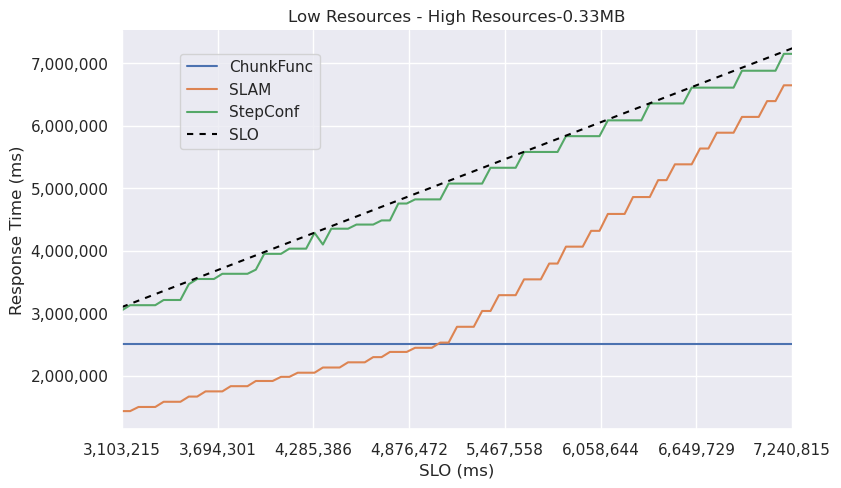 Low Resources - High Resources-0.33MB
Response Time (ms)
7,000,000
6,000,000
5,000,000
4,000,000
3,000,000
2,000,000
ChunkFunc
SLAM
StepConf
SLO
3,103,215
3,694,301
4,285,386
4,876,472
5,467,558
6,058,644
6,649,729
7,240,815
SLO (ms)